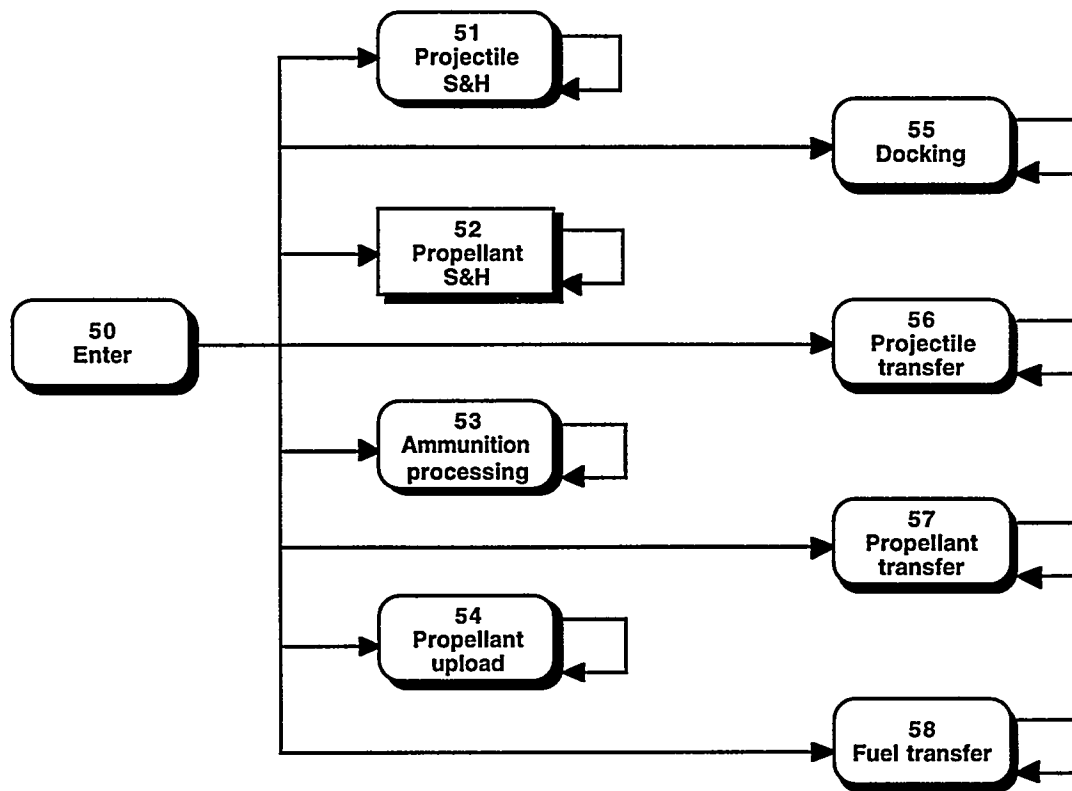 51
Projectile
S&H
55
Docking
52
Propellant
S&H
50
Enter
56
Projectile
transfer
53
Ammunition
processing
57
Propellant
transfer
54
Propellant
upload
58
Fuel transfer